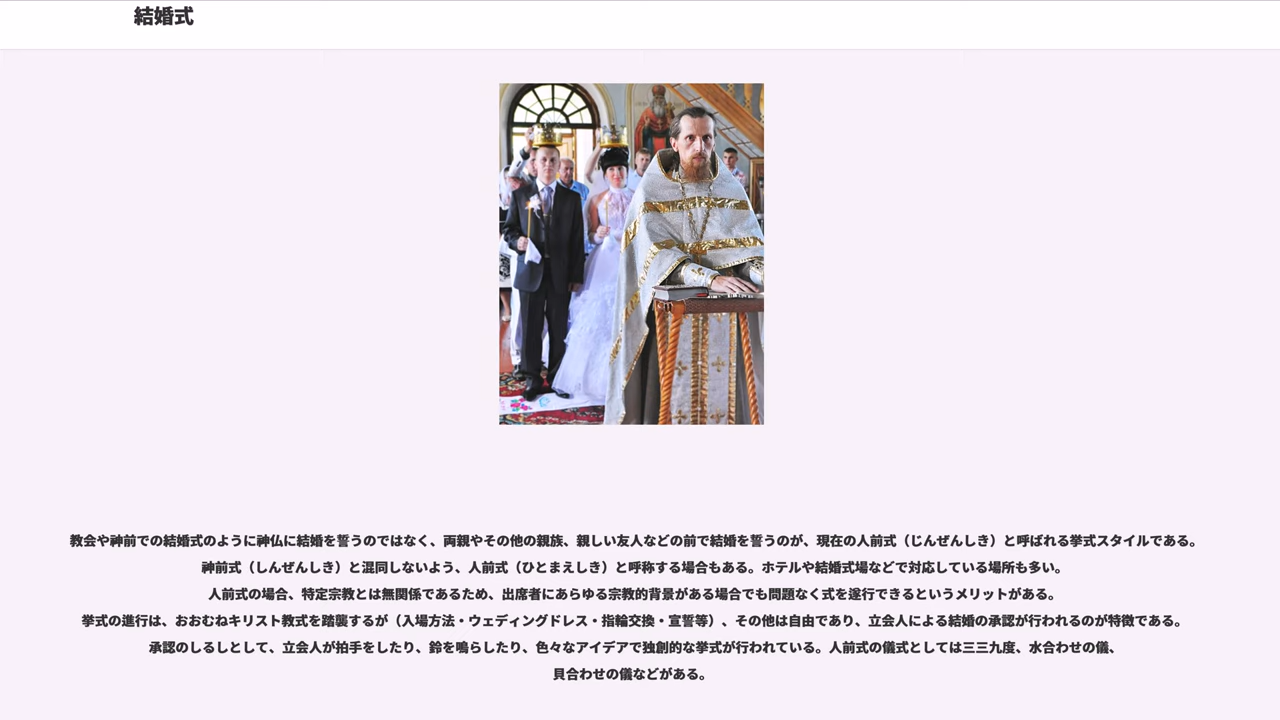 結婚式
教会や神前での結婚式のように神仏に結婚を誓うのではなく、両親やその他の親族、親しい友人などの前で結婚を誓うのが、現在の人前式（じんぜんしき）と呼ばれる挙式スタイルである。
神前式（しんぜんしき）と混同しないよう、人前式（ひとまえしき）と呼称する場合もある。ホテルや結婚式場などで対応している場所も多い。
人前式の場合、特定宗教とは無関係であるため、出席者にあらゆる宗教的背景がある場合でも問題なく式を遂行できるというメリットがある。
挙式の進行は、おおむねキリスト教式を踏襲するが（入場方法・ウェディングドレス・指輪交換・宣誓等）、その他は自由であり、立会人による結婚の承認が行われるのが特徴である。
承認のしるしとして、立会人が拍手をしたり、鈴を鳴らしたり、色々なアイデアで独創的な挙式が行われている。人前式の儀式としては三三九度、水合わせの儀、
貝合わせの儀などがある。